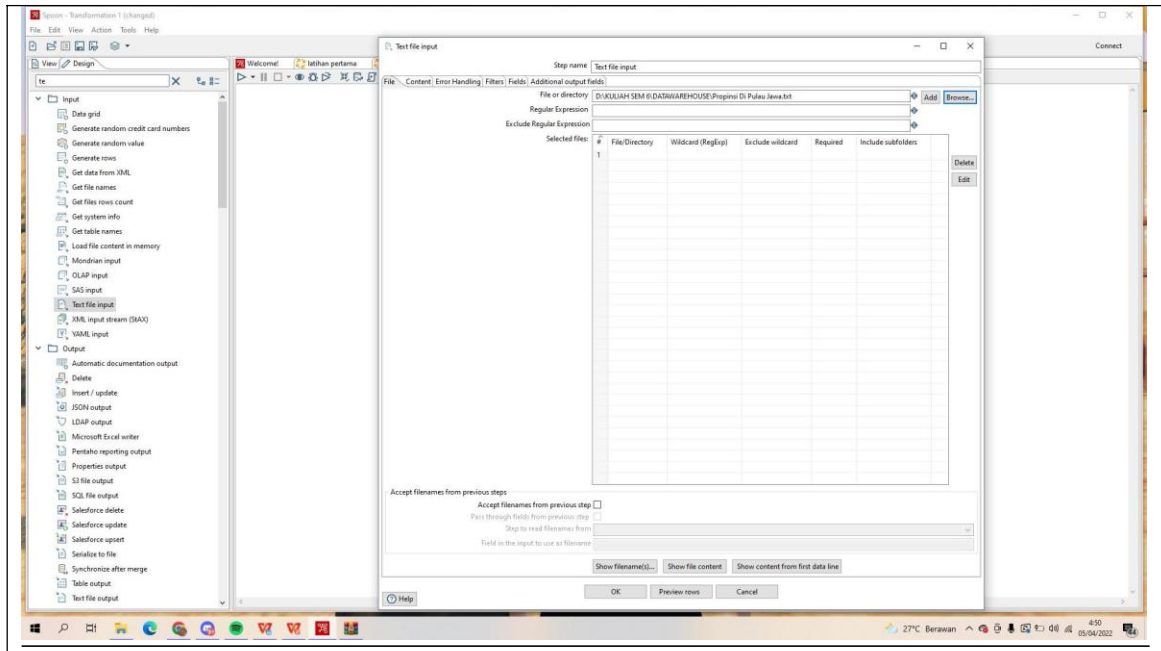 Spoon - Transformation 1 (changed)
File Edit View Action Tools Help
Connect
View Design
Welcome! latihan pertama
te
Input
Data grid
Generate random credit card numbers
Generate random value
Generate rows
Get data from XML
Get file names
Get files rows count
Get system info
Get table names
Load file content in memory
Mondrian input
OLAP input
SAS input
Text file input
XML input stream (StAX)
YAML input
Output
Automatic documentation output
Delete
Insert / update
JSON output
LDAP output
Microsoft Excel writer
Pentaho reporting output
Properties output
S3 file output
SQL file output
Salesforce delete
Salesforce update
Salesforce upsert
Serialize to file
Synchronize after merge
Table output
Text file output
Text file input
Step name Text file input
File Content Error Handling Filters Fields Additional output fields
File or directory D:\KULIAH SEM 6\DATAWAREHOUSE\Propinsi Di Pulau Jawa.txt Add Browse...
Regular Expression
Exclude Regular Expression
Selected files: # File/Directory Wildcard (RegExp) Exclude wildcard Required Include subfolders
1
Delete
Edit
Accept filenames from previous steps
Accept filenames from previous step
Pass through fields from previous step
Step to read filenames from
Field in the input to use as filename
Show filename(s)... Show file content Show content from first data line
Help OK Preview rows Cancel
27°C Berawan 4:50
05/04/2022